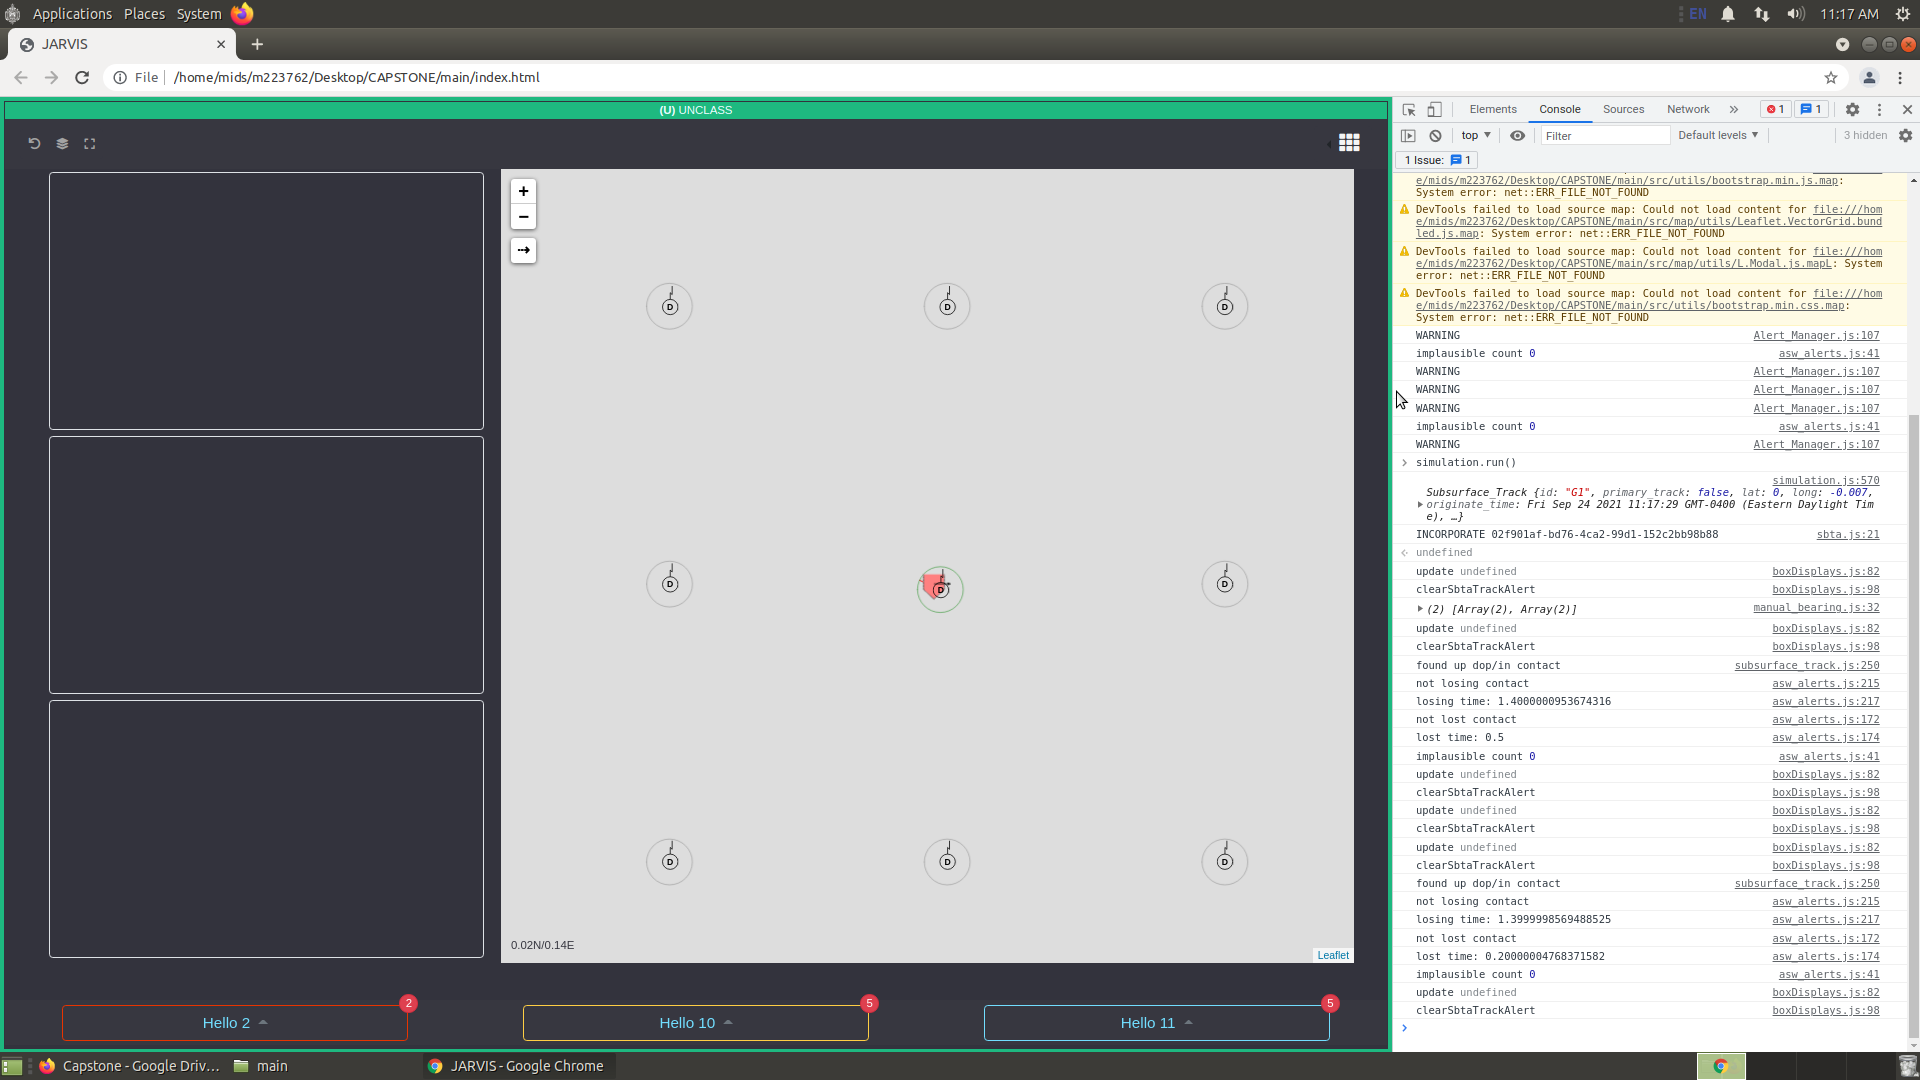 Applications Places System EN 11:17 AM
JARVIS
File /home/mids/m223762/Desktop/CAPSTONE/main/index.html
(U) UNCLASS
+
−
D D D
D D D
D D D
0.02N/0.14E
Leaflet
2 5 5
Hello 2 Hello 10 Hello 11
Elements Console Sources Network 1 1
top Filter Default levels 3 hidden
1 Issue: 1
e/mids/m223762/Desktop/CAPSTONE/main/src/utils/bootstrap.min.js.map:
System error: net::ERR_FILE_NOT_FOUND
DevTools failed to load source map: Could not load content for file:///hom
e/mids/m223762/Desktop/CAPSTONE/main/src/map/utils/Leaflet.VectorGrid.bund
led.js.map: System error: net::ERR_FILE_NOT_FOUND
DevTools failed to load source map: Could not load content for file:///hom
e/mids/m223762/Desktop/CAPSTONE/main/src/map/utils/L.Modal.js.mapL: System
error: net::ERR_FILE_NOT_FOUND
DevTools failed to load source map: Could not load content for file:///hom
e/mids/m223762/Desktop/CAPSTONE/main/src/utils/bootstrap.min.css.map:
System error: net::ERR_FILE_NOT_FOUND
WARNING Alert_Manager.js:107
implausible count 0 asw_alerts.js:41
WARNING Alert_Manager.js:107
WARNING Alert_Manager.js:107
WARNING Alert_Manager.js:107
implausible count 0 asw_alerts.js:41
WARNING Alert_Manager.js:107
simulation.run()
simulation.js:570
Subsurface_Track {id: "G1", primary_track: false, lat: 0, long: -0.007,
originate_time: Fri Sep 24 2021 11:17:29 GMT-0400 (Eastern Daylight Tim
e), …}
INCORPORATE 02f901af-bd76-4ca2-99d1-152c2bb98b88 sbta.js:21
undefined
update undefined boxDisplays.js:82
clearSbtaTrackAlert boxDisplays.js:98
(2) [Array(2), Array(2)] manual_bearing.js:32
update undefined boxDisplays.js:82
clearSbtaTrackAlert boxDisplays.js:98
found up dop/in contact subsurface_track.js:250
not losing contact asw_alerts.js:215
losing time: 1.4000000953674316 asw_alerts.js:217
not lost contact asw_alerts.js:172
lost time: 0.5 asw_alerts.js:174
implausible count 0 asw_alerts.js:41
update undefined boxDisplays.js:82
clearSbtaTrackAlert boxDisplays.js:98
update undefined boxDisplays.js:82
clearSbtaTrackAlert boxDisplays.js:98
update undefined boxDisplays.js:82
clearSbtaTrackAlert boxDisplays.js:98
found up dop/in contact subsurface_track.js:250
not losing contact asw_alerts.js:215
losing time: 1.3999998569488525 asw_alerts.js:217
not lost contact asw_alerts.js:172
lost time: 0.20000004768371582 asw_alerts.js:174
implausible count 0 asw_alerts.js:41
update undefined boxDisplays.js:82
clearSbtaTrackAlert boxDisplays.js:98
Capstone - Google Driv... main JARVIS - Google Chrome